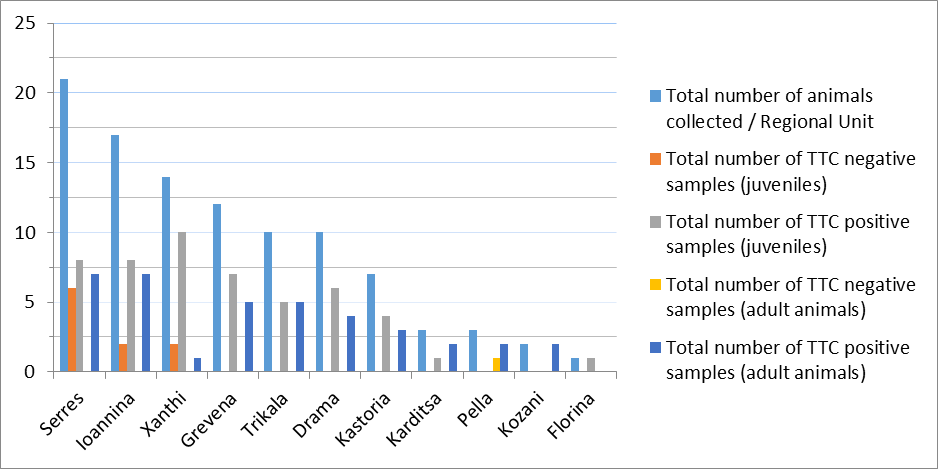 25
20
15
10
5
0
Serres
Ioannina
Xanthi
Grevena
Trikala
Drama
Kastoria
Karditsa
Pella
Kozani
Florina
Total number of animals
collected / Regional Unit
Total number of TTC negative
samples (juveniles)
Total number of TTC positive
samples (juveniles)
Total number of TTC negative
samples (adult animals)
Total number of TTC positive
samples (adult animals)